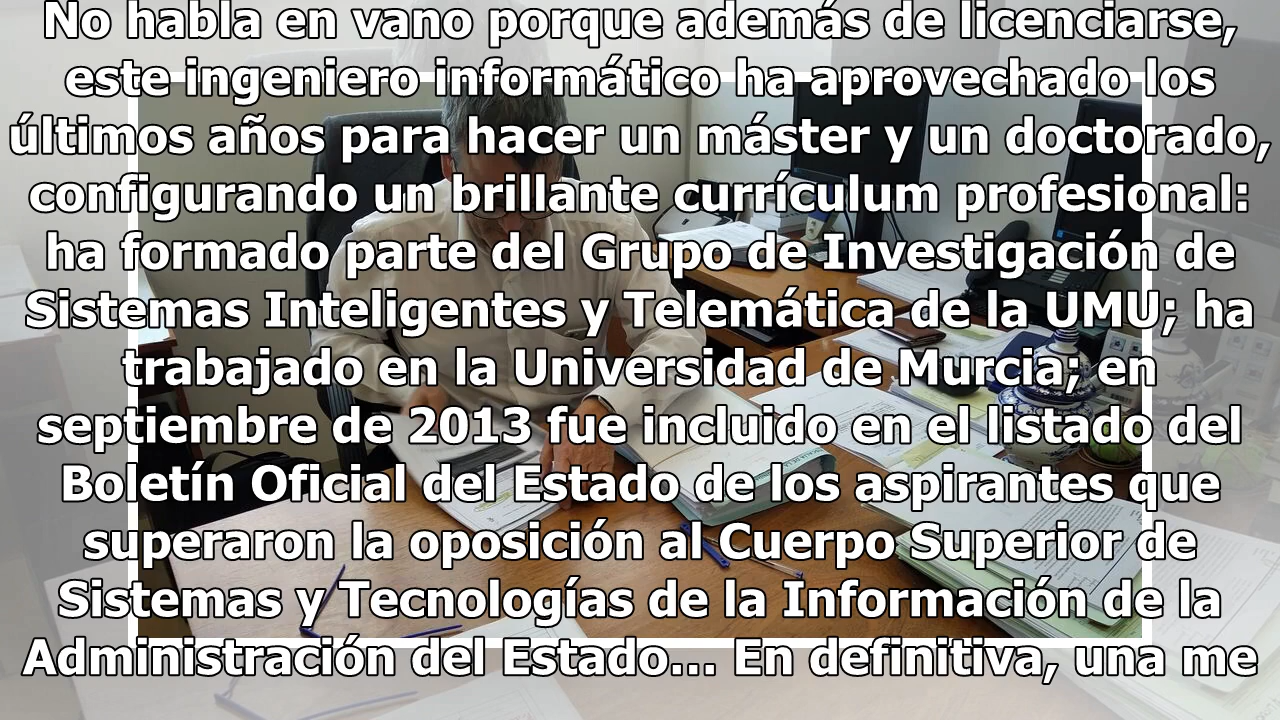 No habla en vano porque además de licenciarse,
este ingeniero informático ha aprovechado los
últimos años para hacer un máster y un doctorado,
configurando un brillante currículum profesional:
ha formado parte del Grupo de Investigación de
Sistemas Inteligentes y Telemática de la UMU; ha
trabajado en la Universidad de Murcia; en
septiembre de 2013 fue incluido en el listado del
Boletín Oficial del Estado de los aspirantes que
superaron la oposición al Cuerpo Superior de
Sistemas y Tecnologías de la Información de la
Administración del Estado... En definitiva, una me